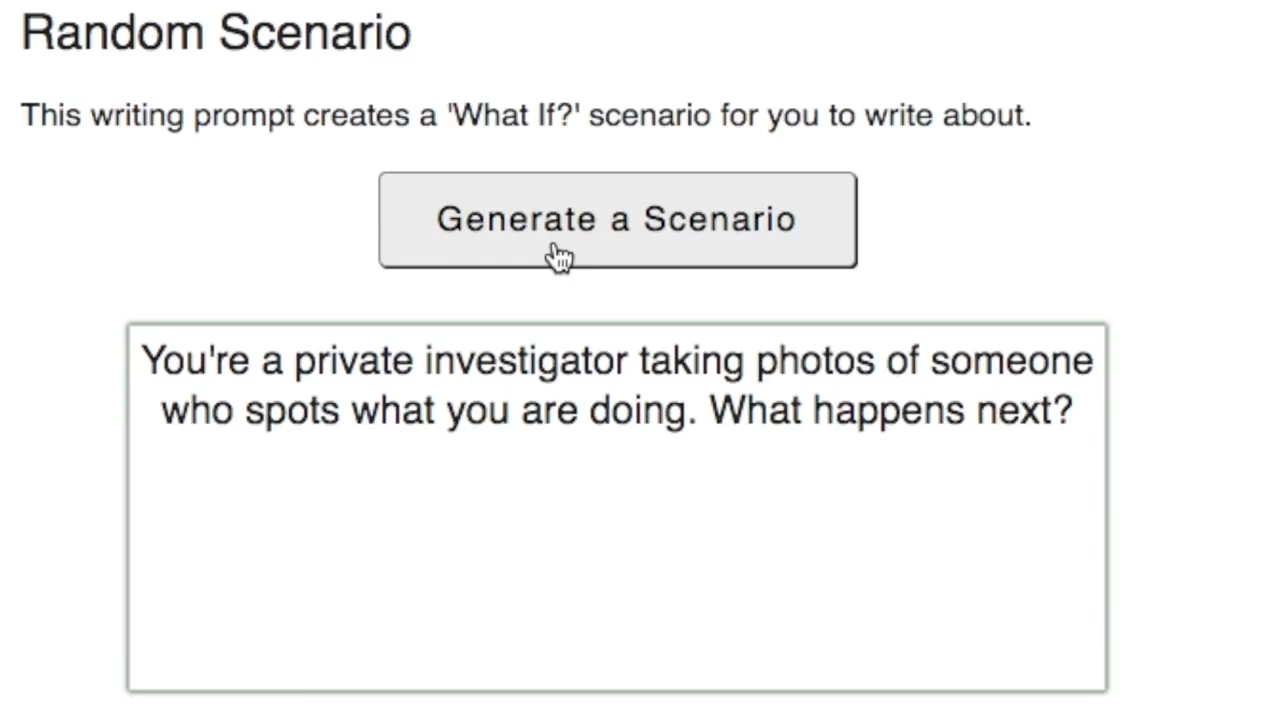 Random Scenario
This writing prompt creates a 'What If?' scenario for you to write about.
Generate a Scenario
You're a private investigator taking photos of someone
who spots what you are doing. What happens next?